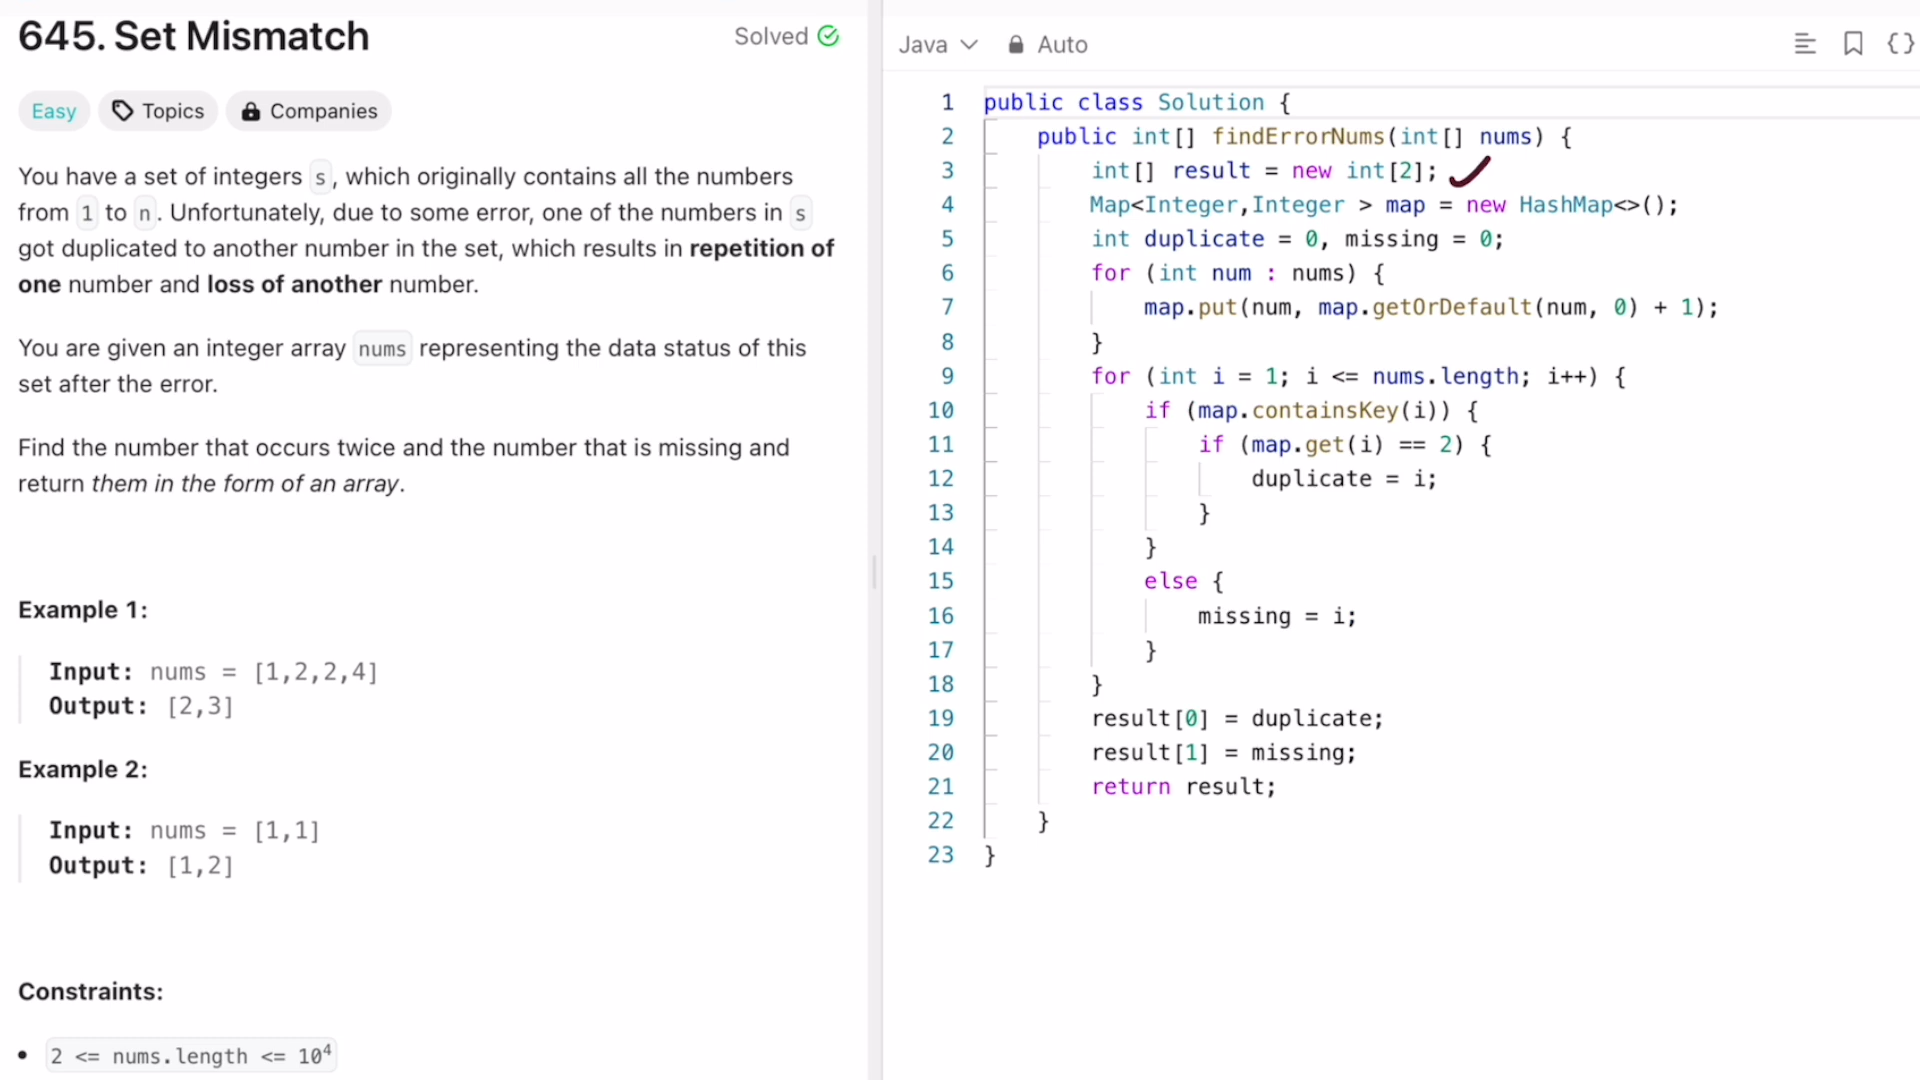 645. Set Mismatch
Solved
Easy
Topics
Companies
You have a set of integers s, which originally contains all the numbers
from 1 to n. Unfortunately, due to some error, one of the numbers in s
got duplicated to another number in the set, which results in repetition of
one number and loss of another number.
You are given an integer array nums representing the data status of this
set after the error.
Find the number that occurs twice and the number that is missing and
return them in the form of an array.
Example 1:
Input: nums = [1,2,2,4]
Output: [2,3]
Example 2:
Input: nums = [1,1]
Output: [1,2]
Constraints:
• 2 <= nums.length <= 10⁴
Java
Auto
{}
1 public class Solution {
2     public int[] findErrorNums(int[] nums) {
3         int[] result = new int[2];
4         Map<Integer,Integer > map = new HashMap<>();
5         int duplicate = 0, missing = 0;
6         for (int num : nums) {
7             map.put(num, map.getOrDefault(num, 0) + 1);
8         }
9         for (int i = 1; i <= nums.length; i++) {
10             if (map.containsKey(i)) {
11                 if (map.get(i) == 2) {
12                     duplicate = i;
13                 }
14             }
15             else {
16                 missing = i;
17             }
18         }
19         result[0] = duplicate;
20         result[1] = missing;
21         return result;
22     }
23 }